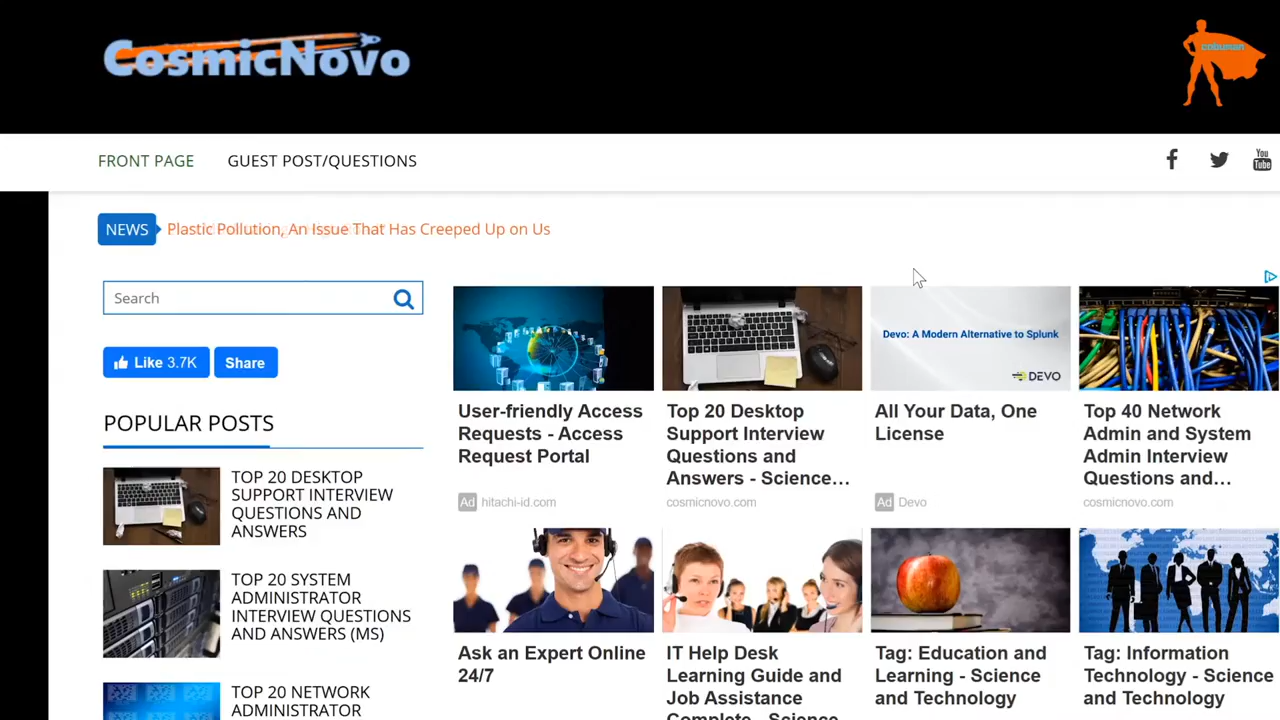 CosmicNovo
cobuman
FRONT PAGE
GUEST POST/QUESTIONS
You
Tube
NEWS
Plastic Pollution, An Issue That Has Creeped Up on Us
Search
Like 3.7K
Share
POPULAR POSTS
TOP 20 DESKTOP
SUPPORT INTERVIEW
QUESTIONS AND
ANSWERS
TOP 20 SYSTEM
ADMINISTRATOR
INTERVIEW QUESTIONS
AND ANSWERS (MS)
TOP 20 NETWORK
ADMINISTRATOR
User-friendly Access
Requests - Access
Request Portal
Ad hitachi-id.com
Top 20 Desktop
Support Interview
Questions and
Answers - Science...
cosmicnovo.com
Devo: A Modern Alternative to Splunk
DEVO
All Your Data, One
License
Ad Devo
Top 40 Network
Admin and System
Admin Interview
Questions and...
cosmicnovo.com
Ask an Expert Online
24/7
IT Help Desk
Learning Guide and
Job Assistance
Complete - Science
Tag: Education and
Learning - Science
and Technology
Tag: Information
Technology - Science
and Technology